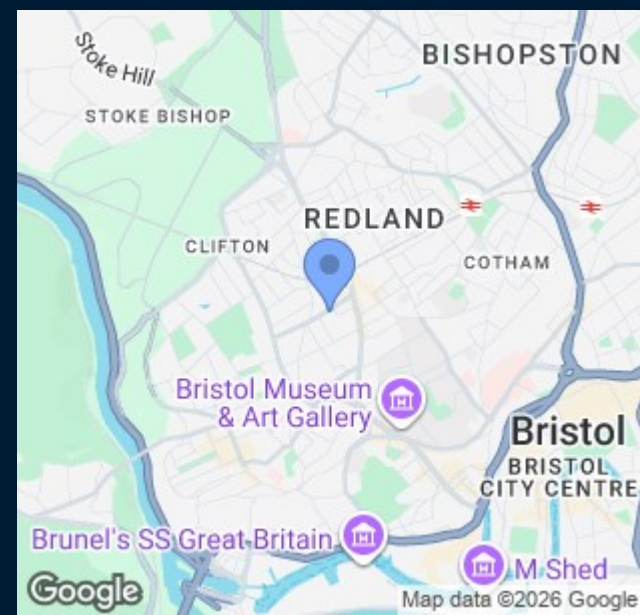 BISHOPSTON
Stoke Hill
STOKE BISHOP
REDLAND
CLIFTON
COTHAM
Bristol Museum
& Art Gallery
Bristol
BRISTOL
CITY CENTRE
Brunel's SS Great Britain
M Shed
Google
Map data ©2026 Google